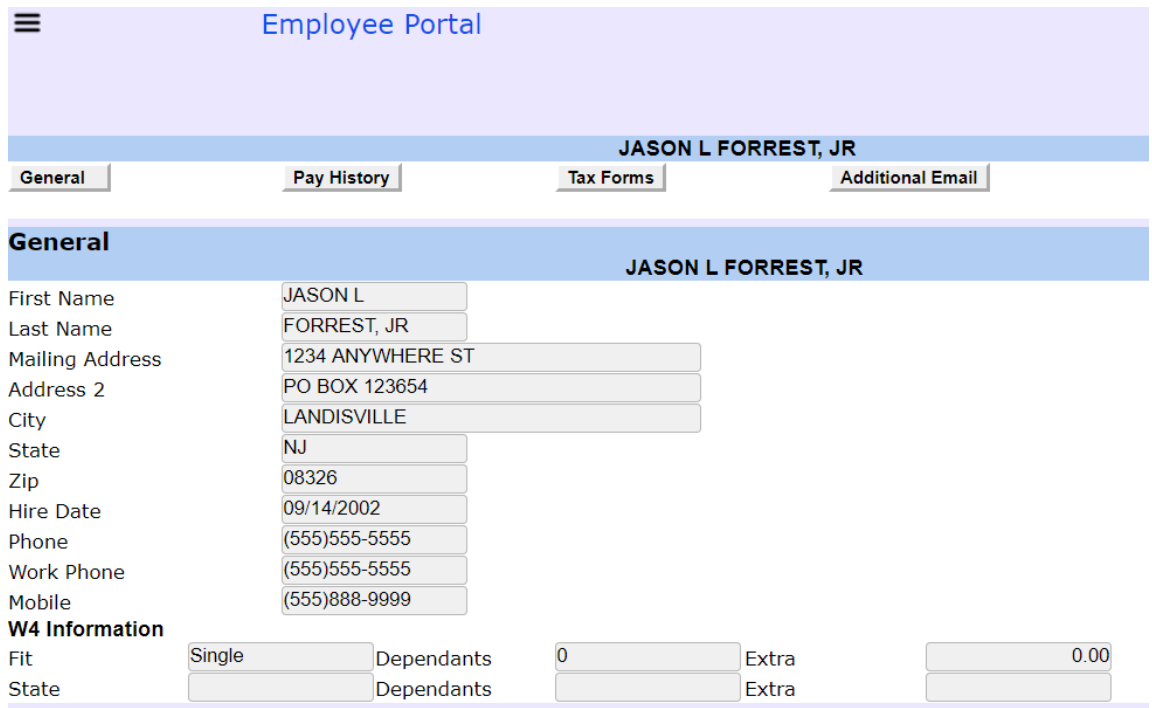 Employee Portal
JASON L FORREST, JR
General Pay History Tax Forms Additional Email
General
JASON L FORREST, JR
First Name JASON L
Last Name FORREST, JR
Mailing Address 1234 ANYWHERE ST
Address 2 PO BOX 123654
City LANDISVILLE
State NJ
Zip 08326
Hire Date 09/14/2002
Phone (555)555-5555
Work Phone (555)555-5555
Mobile (555)888-9999
W4 Information
Fit Single Dependants 0 Extra 0.00
State Dependants Extra